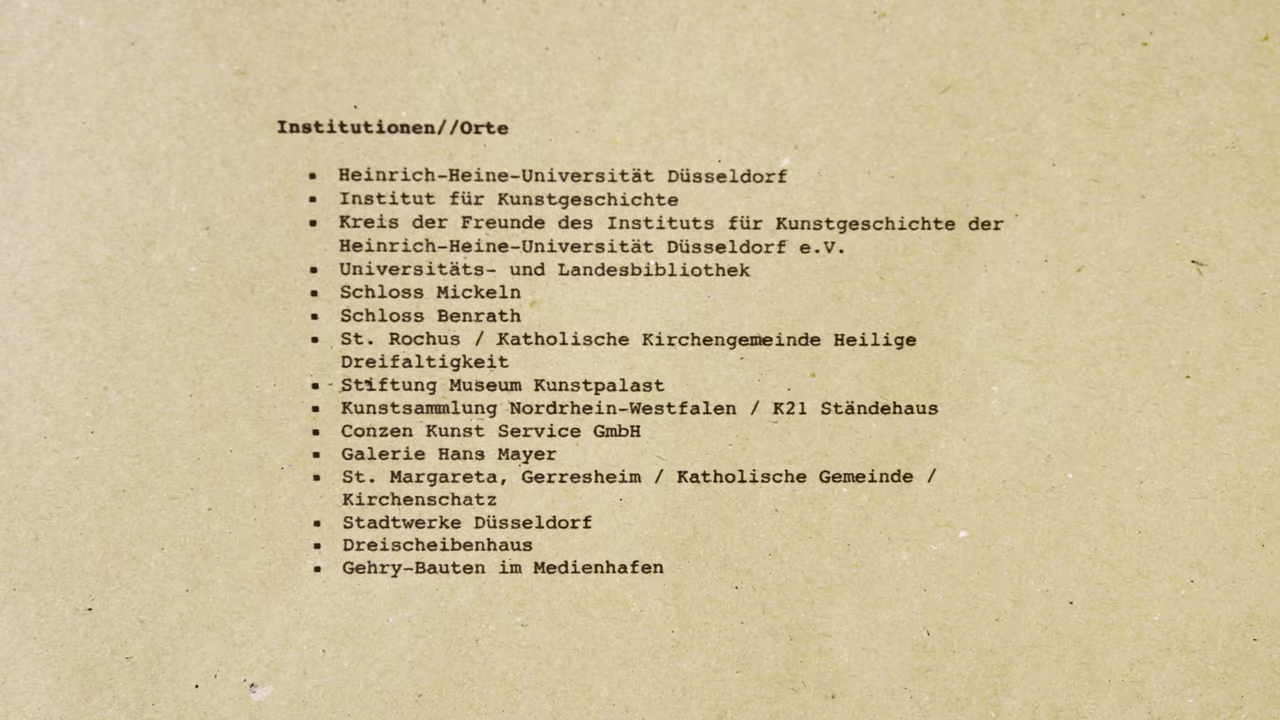 Institutionen//Orte
▪ Heinrich-Heine-Universität Düsseldorf
▪ Institut für Kunstgeschichte
▪ Kreis der Freunde des Instituts für Kunstgeschichte der
Heinrich-Heine-Universität Düsseldorf e.V.
▪ Universitäts- und Landesbibliothek
▪ Schloss Mickeln
▪ Schloss Benrath
▪ St. Rochus / Katholische Kirchengemeinde Heilige
Dreifaltigkeit
▪ Stiftung Museum Kunstpalast
▪ Kunstsammlung Nordrhein-Westfalen / K21 Ständehaus
▪ Conzen Kunst Service GmbH
▪ Galerie Hans Mayer
▪ St. Margareta, Gerresheim / Katholische Gemeinde /
Kirchenschatz
▪ Stadtwerke Düsseldorf
▪ Dreischeibenhaus
▪ Gehry-Bauten im Medienhafen